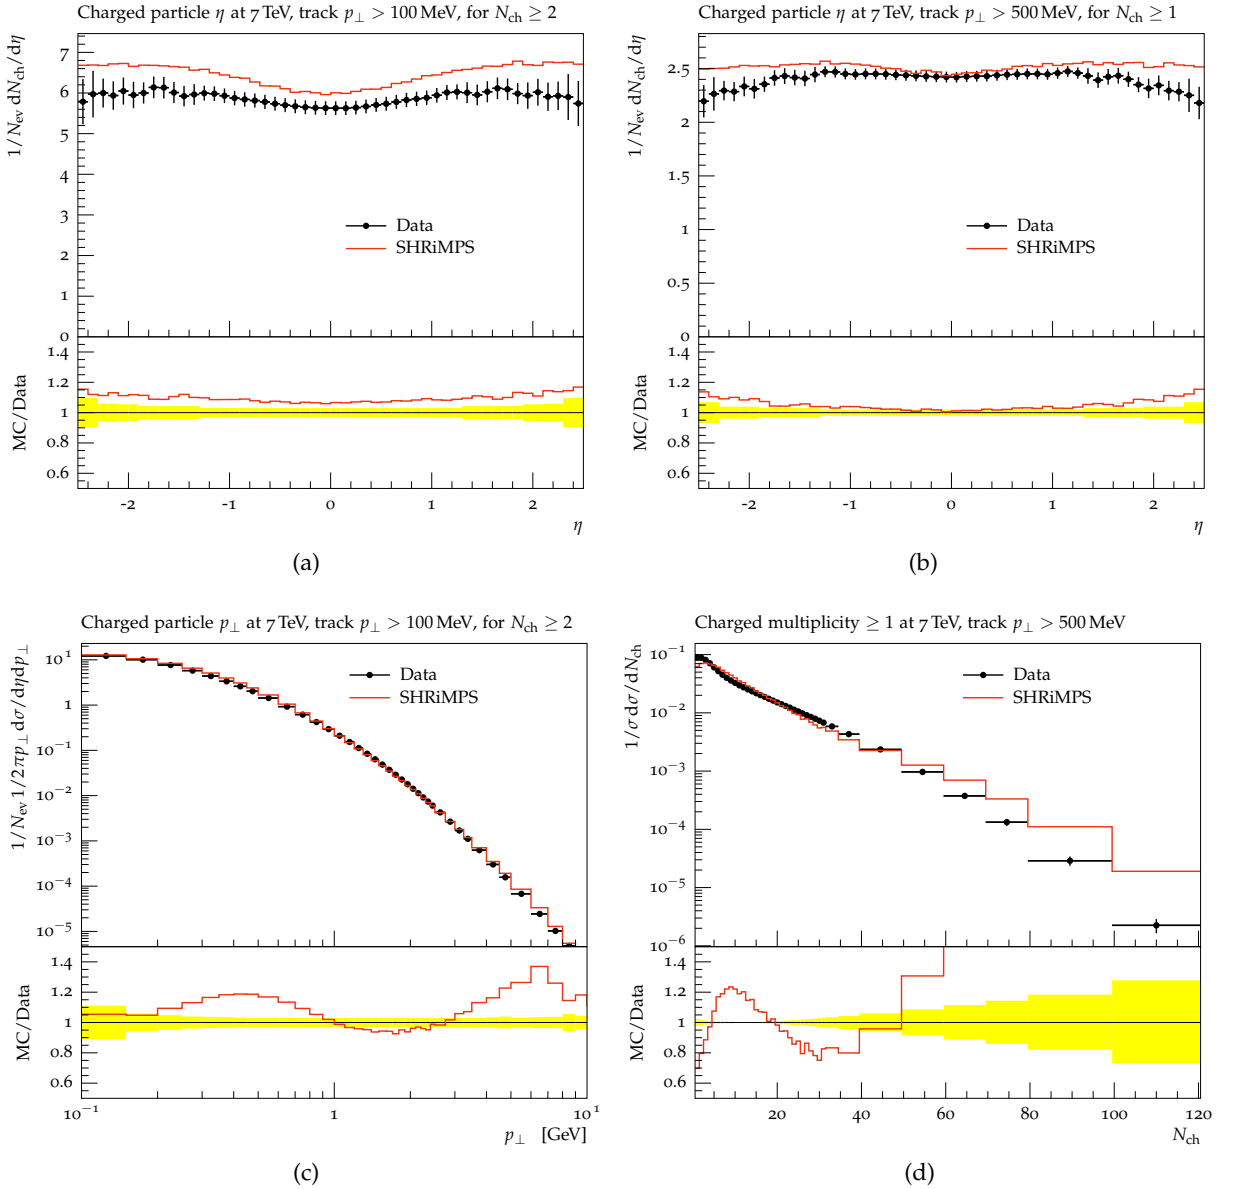 Charged particle η at 7 TeV, track p⊥ > 100 MeV, for Nch ≥ 2
1/Nev dNch/dη
7
6
5
4
3
2
1
0
Data
SHRiMPS
MC/Data
1.4
1.2
1
0.8
0.6
-2
-1
0
1
2
η
(a)
Charged particle η at 7 TeV, track p⊥ > 500 MeV, for Nch ≥ 1
1/Nev dNch/dη
2.5
2
1.5
1
0.5
0
Data
SHRiMPS
MC/Data
1.4
1.2
1
0.8
0.6
-2
-1
0
1
2
η
(b)
Charged particle p⊥ at 7 TeV, track p⊥ > 100 MeV, for Nch ≥ 2
1/Nev 1/2πp⊥ dσ/dηdp⊥
10¹
1
10⁻¹
10⁻²
10⁻³
10⁻⁴
10⁻⁵
Data
SHRiMPS
MC/Data
1.4
1.2
1
0.8
0.6
10⁻¹
1
10¹
p⊥ [GeV]
(c)
Charged multiplicity ≥ 1 at 7 TeV, track p⊥ > 500 MeV
1/σ dσ/dNch
10⁻¹
10⁻²
10⁻³
10⁻⁴
10⁻⁵
10⁻⁶
Data
SHRiMPS
MC/Data
1.4
1.2
1
0.8
0.6
20
40
60
80
100
120
Nch
(d)